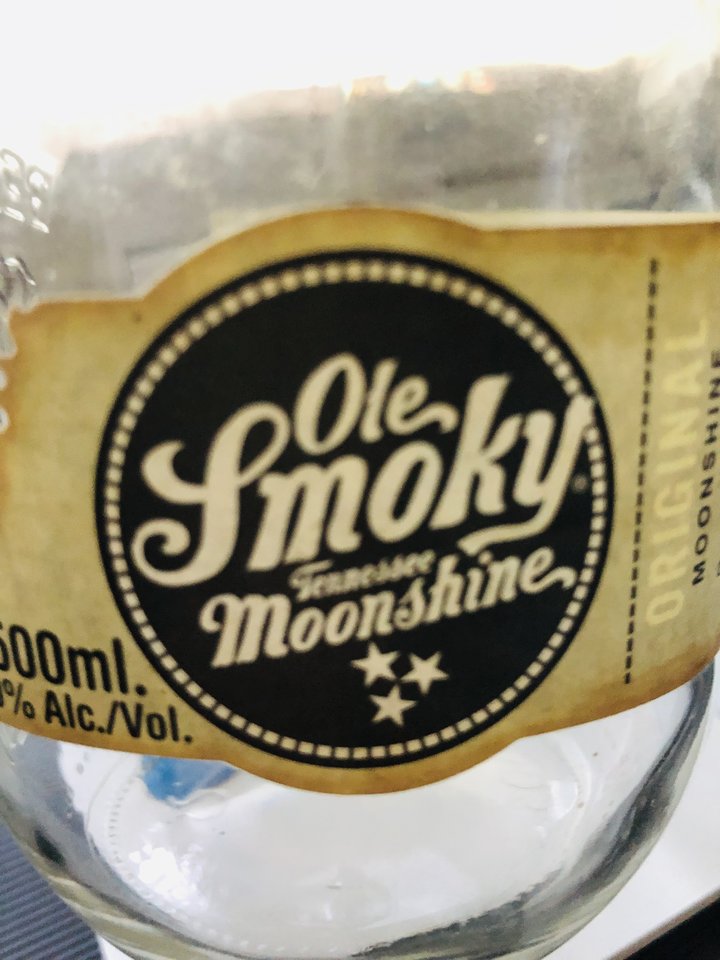 Ole
Smoky
Tennessee
Moonshine
500ml.
% Alc./Vol.
ORIGINAL
MOONSHINE